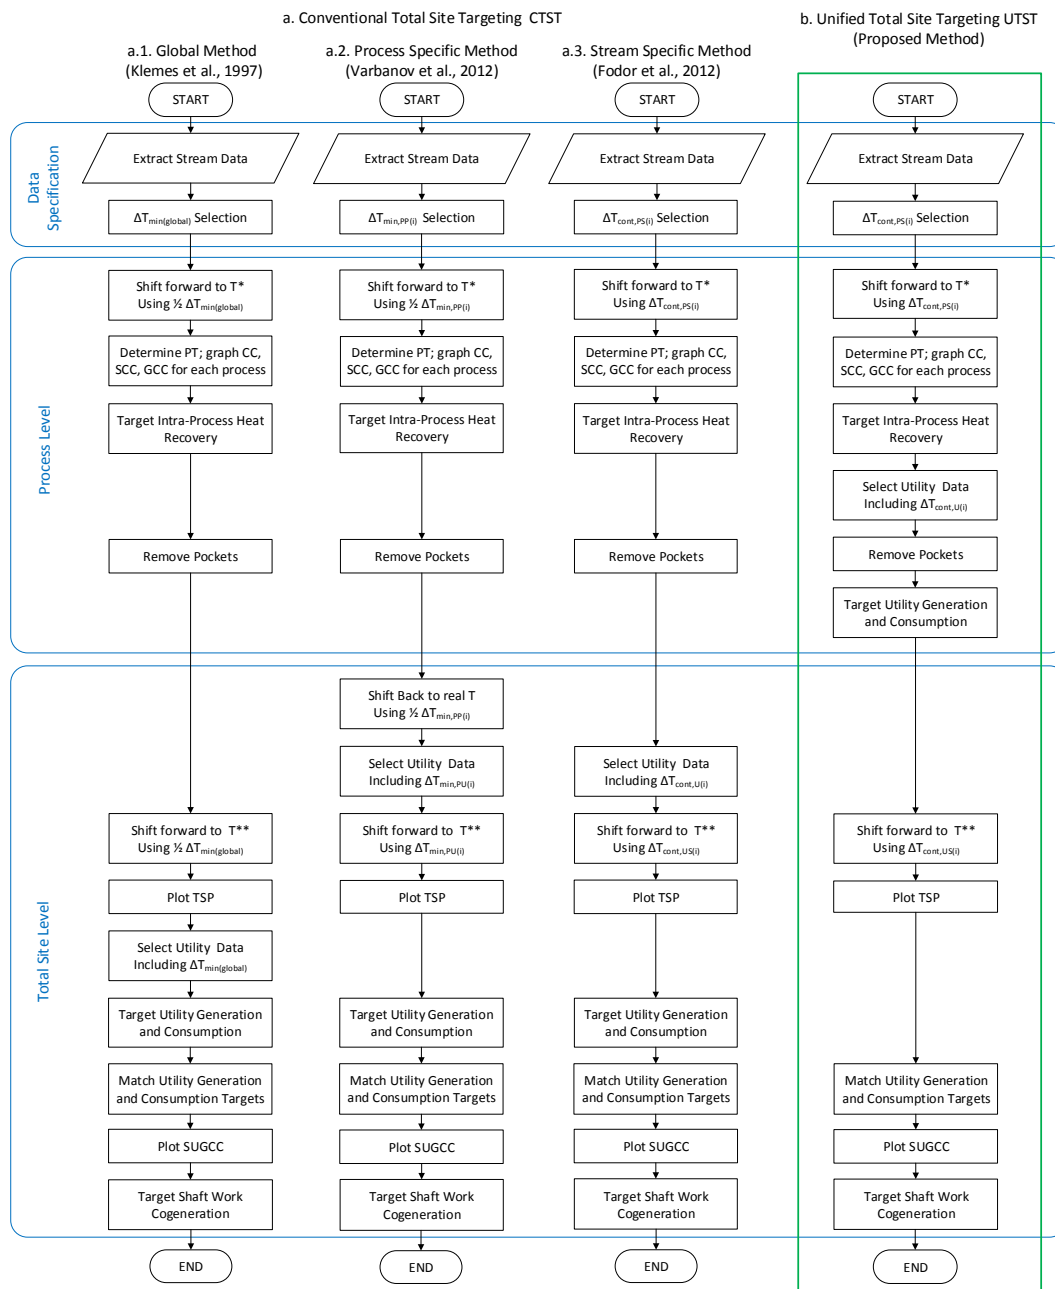 a. Conventional Total Site Targeting CTST
b. Unified Total Site Targeting UTST
(Proposed Method)
a.1. Global Method
(Klemes et al., 1997)
a.2. Process Specific Method
(Varbanov et al., 2012)
a.3. Stream Specific Method
(Fodor et al., 2012)
Data
Specification
Process Level
Total Site Level
START
Extract Stream Data
ΔTmin(global) Selection
Shift forward to T*
Using ½ ΔTmin(global)
Determine PT; graph CC,
SCC, GCC for each process
Target Intra-Process Heat
Recovery
Remove Pockets
Shift forward to T**
Using ½ ΔTmin(global)
Plot TSP
Select Utility Data
Including ΔTmin(global)
Target Utility Generation
and Consumption
Match Utility Generation
and Consumption Targets
Plot SUGCC
Target Shaft Work
Cogeneration
END
START
Extract Stream Data
ΔTmin,PP(i) Selection
Shift forward to T*
Using ½ ΔTmin,PP(i)
Determine PT; graph CC,
SCC, GCC for each process
Target Intra-Process Heat
Recovery
Remove Pockets
Shift Back to real T
Using ½ ΔTmin,PP(i)
Select Utility Data
Including ΔTmin,PU(i)
Shift forward to T**
Using ΔTmin,PU(i)
Plot TSP
Target Utility Generation
and Consumption
Match Utility Generation
and Consumption Targets
Plot SUGCC
Target Shaft Work
Cogeneration
END
START
Extract Stream Data
ΔTcont,PS(i) Selection
Shift forward to T*
Using ΔTcont,PS(i)
Determine PT; graph CC,
SCC, GCC for each process
Target Intra-Process Heat
Recovery
Remove Pockets
Select Utility Data
Including ΔTcont,U(i)
Shift forward to T**
Using ΔTcont,US(i)
Plot TSP
Target Utility Generation
and Consumption
Match Utility Generation
and Consumption Targets
Plot SUGCC
Target Shaft Work
Cogeneration
END
START
Extract Stream Data
ΔTcont,PS(i) Selection
Shift forward to T*
Using ΔTcont,PS(i)
Determine PT; graph CC,
SCC, GCC for each process
Target Intra-Process Heat
Recovery
Select Utility Data
Including ΔTcont,U(i)
Remove Pockets
Target Utility Generation
and Consumption
Shift forward to T**
Using ΔTcont,US(i)
Plot TSP
Match Utility Generation
and Consumption Targets
Plot SUGCC
Target Shaft Work
Cogeneration
END